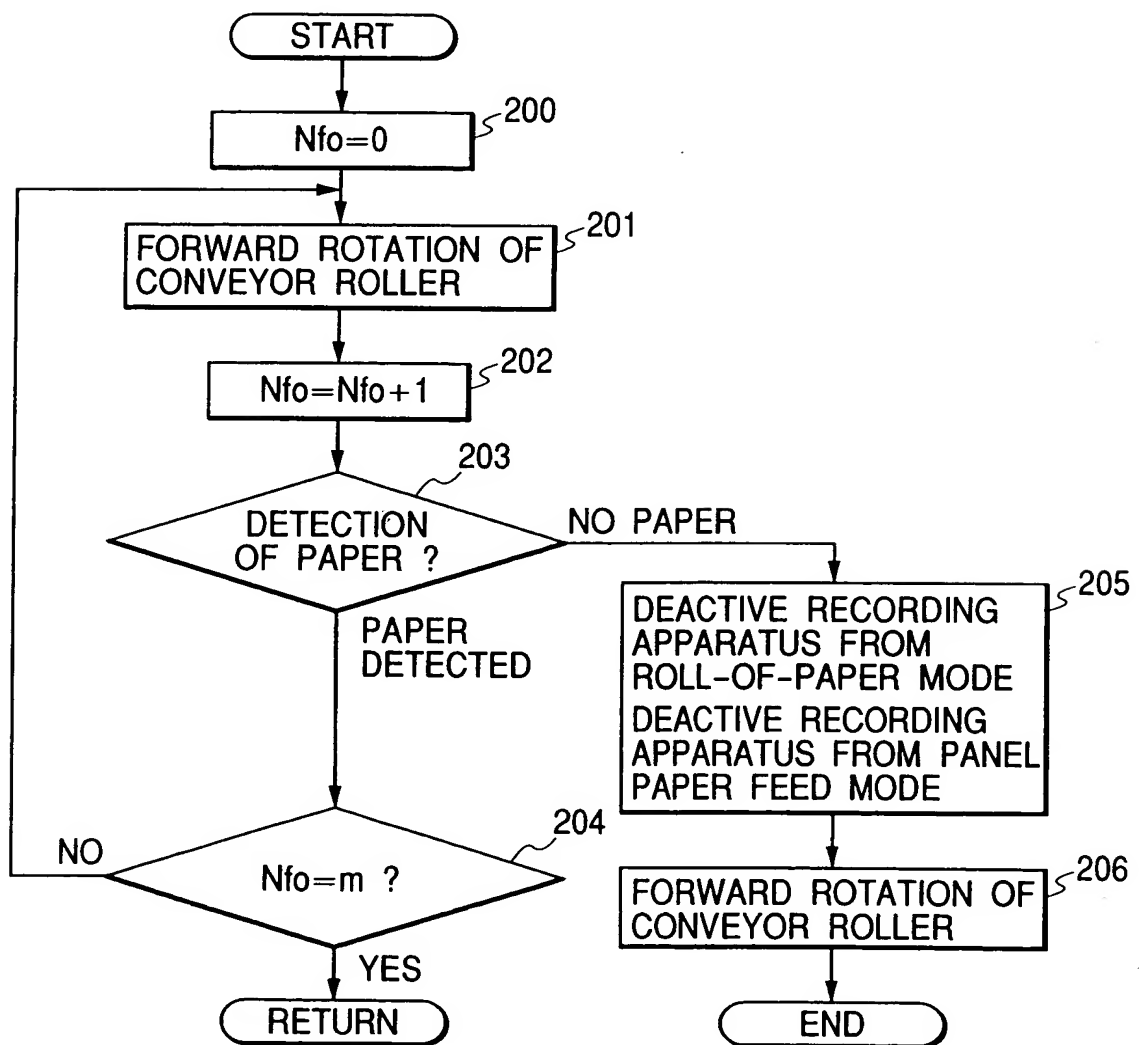 START
200
Nfo=0
201
FORWARD ROTATION OF
CONVEYOR ROLLER
202
Nfo=Nfo+1
203
DETECTION
OF PAPER ?
NO PAPER
PAPER
DETECTED
205
DEACTIVE RECORDING
APPARATUS FROM
ROLL-OF-PAPER MODE
DEACTIVE RECORDING
APPARATUS FROM PANEL
PAPER FEED MODE
204
NO
Nfo=m ?
206
FORWARD ROTATION OF
CONVEYOR ROLLER
YES
RETURN
END